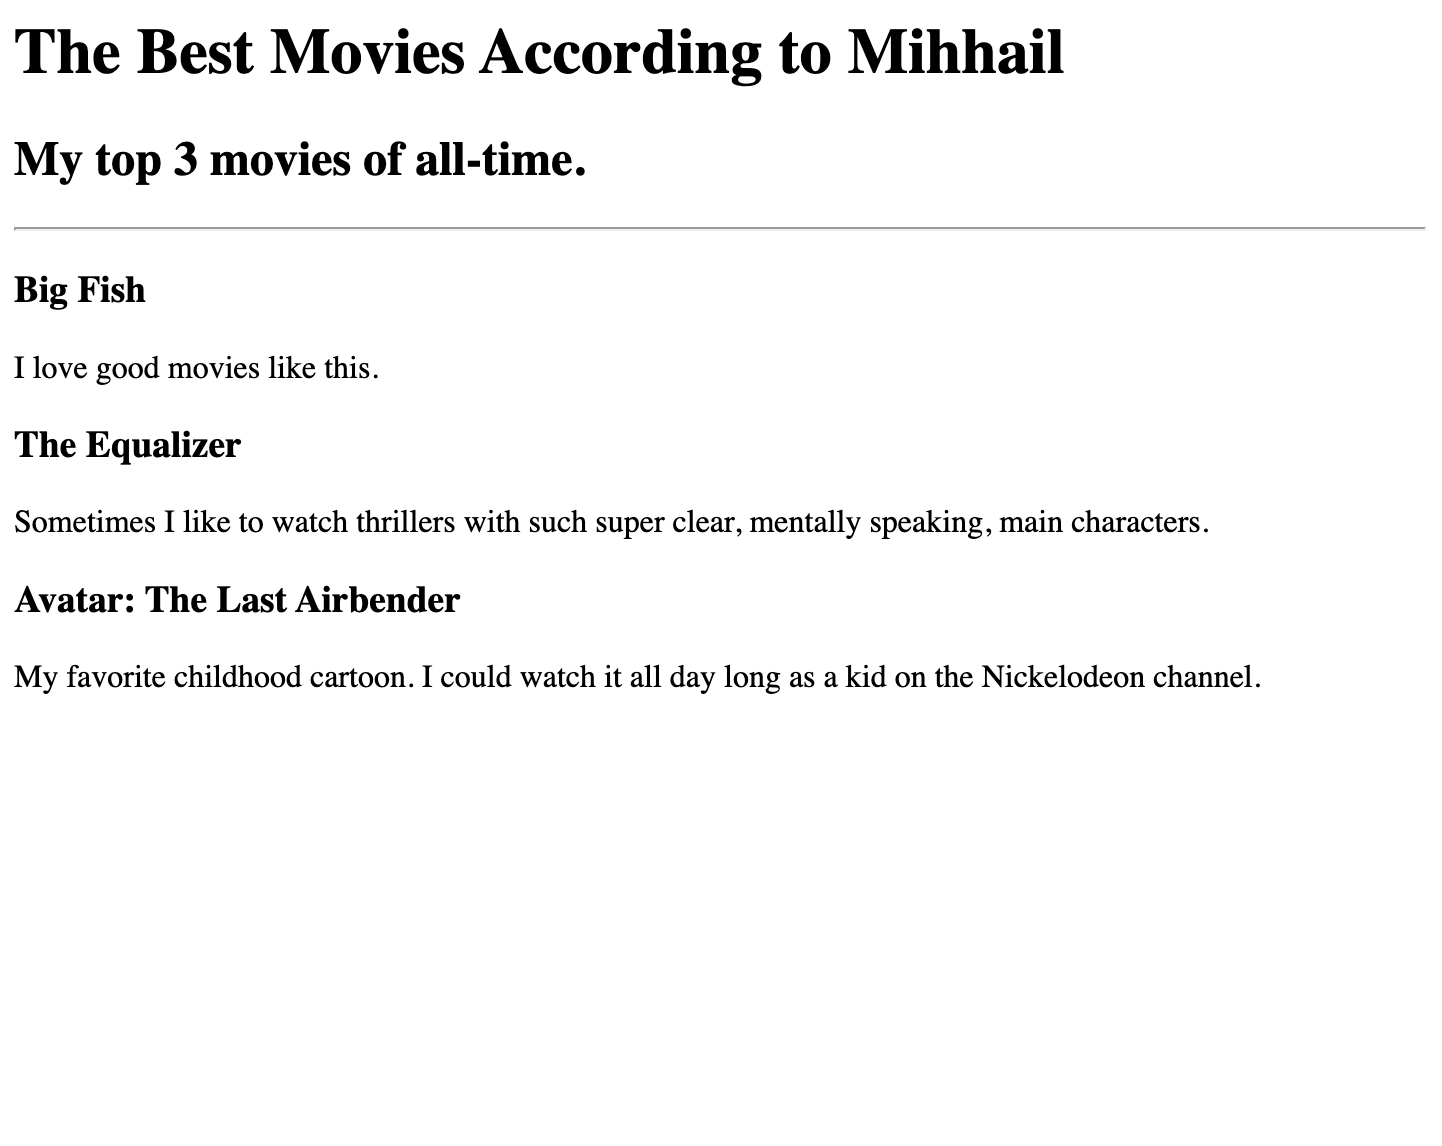 The Best Movies According to Mihhail
My top 3 movies of all-time.
Big Fish
I love good movies like this.
The Equalizer
Sometimes I like to watch thrillers with such super clear, mentally speaking, main characters.
Avatar: The Last Airbender
My favorite childhood cartoon. I could watch it all day long as a kid on the Nickelodeon channel.